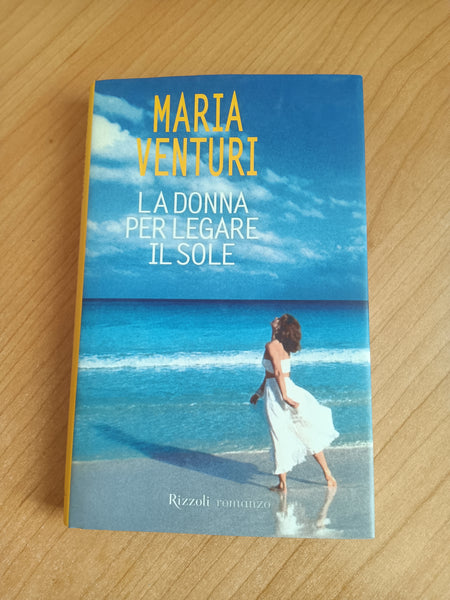 MARIA
VENTURI
LA DONNA
PER LEGARE
IL SOLE
Rizzoli romanzo